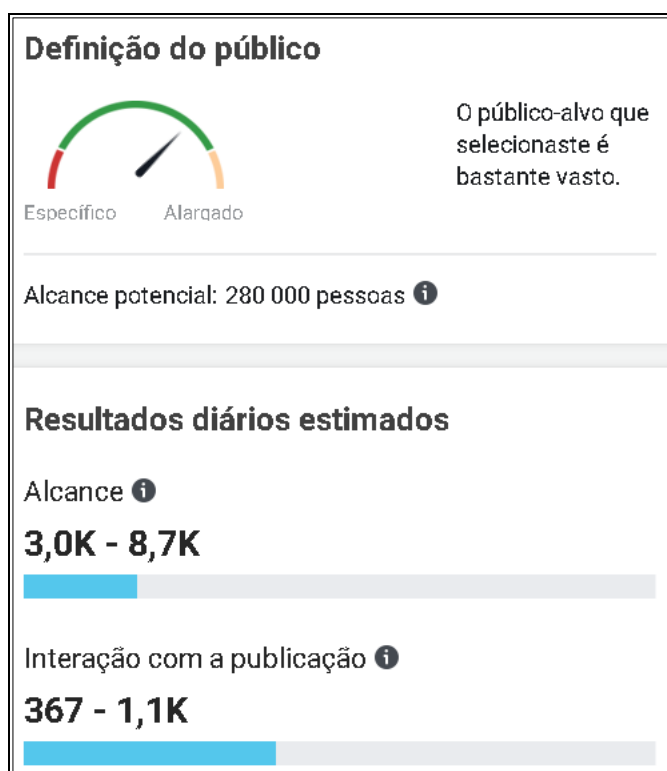 Definição do público
O público-alvo que
selecionaste é
bastante vasto.
Específico Alargado
Alcance potencial: 280 000 pessoas
Resultados diários estimados
Alcance
3,0K - 8,7K
Interação com a publicação
367 - 1,1K